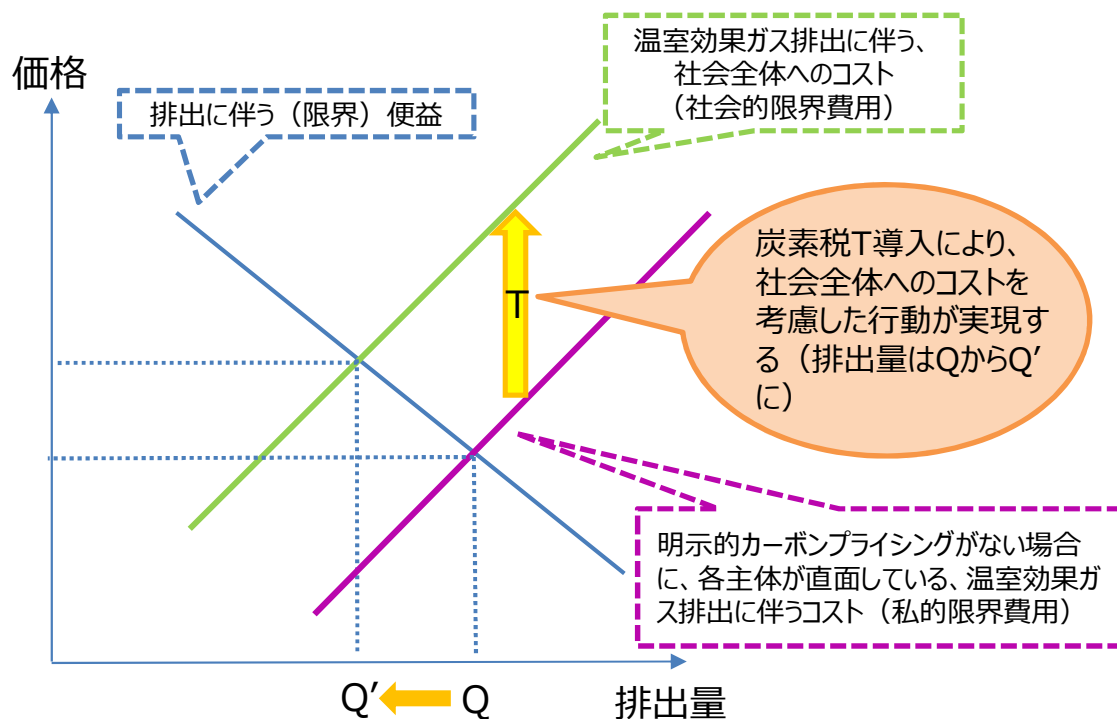 温室効果ガス排出に伴う、
社会全体へのコスト
（社会的限界費用）
価格
排出に伴う（限界）便益
炭素税T導入により、
社会全体へのコストを
考慮した行動が実現す
る（排出量はQからQ’
に）
T
明示的カーボンプライシングがない場合
に、各主体が直面している、温室効果ガ
ス排出に伴うコスト（私的限界費用）
Q’
Q
排出量